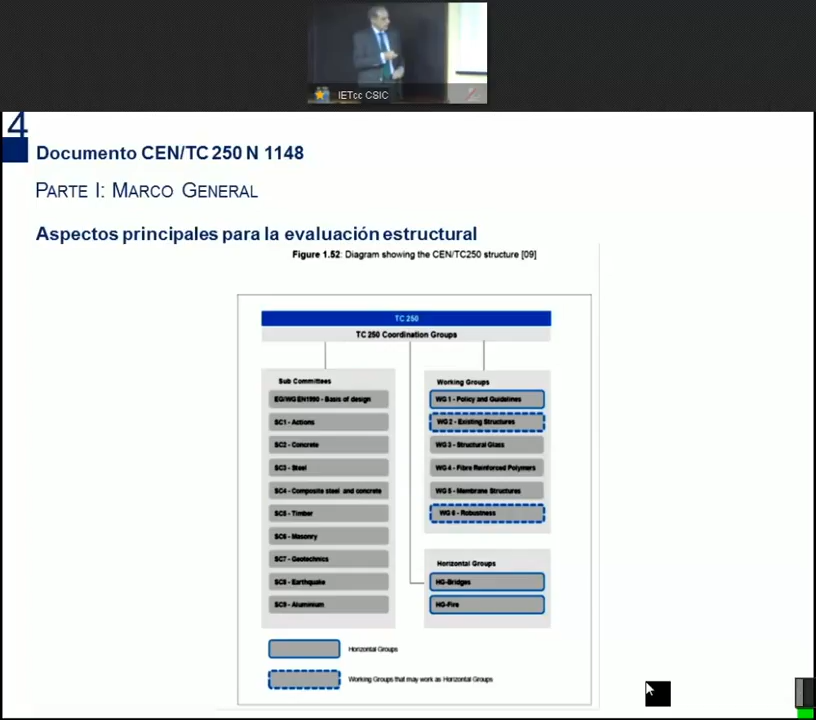 IETcc CSIC
4
Documento CEN/TC 250 N 1148
PARTE I: MARCO GENERAL
Aspectos principales para la evaluación estructural
Figure 1.52: Diagram showing the CEN/TC250 structure [09]
TC 250
TC 250 Coordination Groups
Sub Committees
EG/WG EN1990 - Basis of design
SC1 - Actions
SC2 - Concrete
SC3 - Steel
SC4 - Composite steel and concrete
SC5 - Timber
SC6 - Masonry
SC7 - Geotechnics
SC8 - Earthquake
SC9 - Aluminium
Working Groups
WG 1 - Policy and Guidelines
WG 2 - Existing Structures
WG 3 - Structural Glass
WG 4 - Fibre Reinforced Polymers
WG 5 - Membrane Structures
WG 6 - Robustness
Horizontal Groups
HG-Bridges
HG-Fire
Horizontal Groups
Working Groups that may work as Horizontal Groups